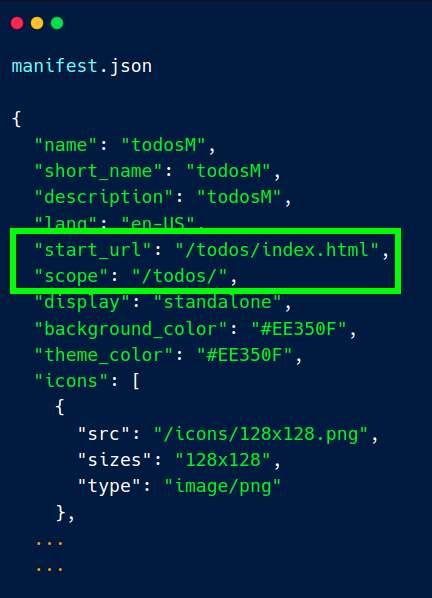 manifest.json
{
"name": "todosM",
"short_name": "todosM",
"description": "todosM",
"lang": "en-US",
"start_url": "/todos/index.html",
"scope": "/todos/",
"display": "standalone",
"background_color": "#EE350F",
"theme_color": "#EE350F",
"icons": [
{
"src": "/icons/128x128.png",
"sizes": "128x128",
"type": "image/png"
},
...
...